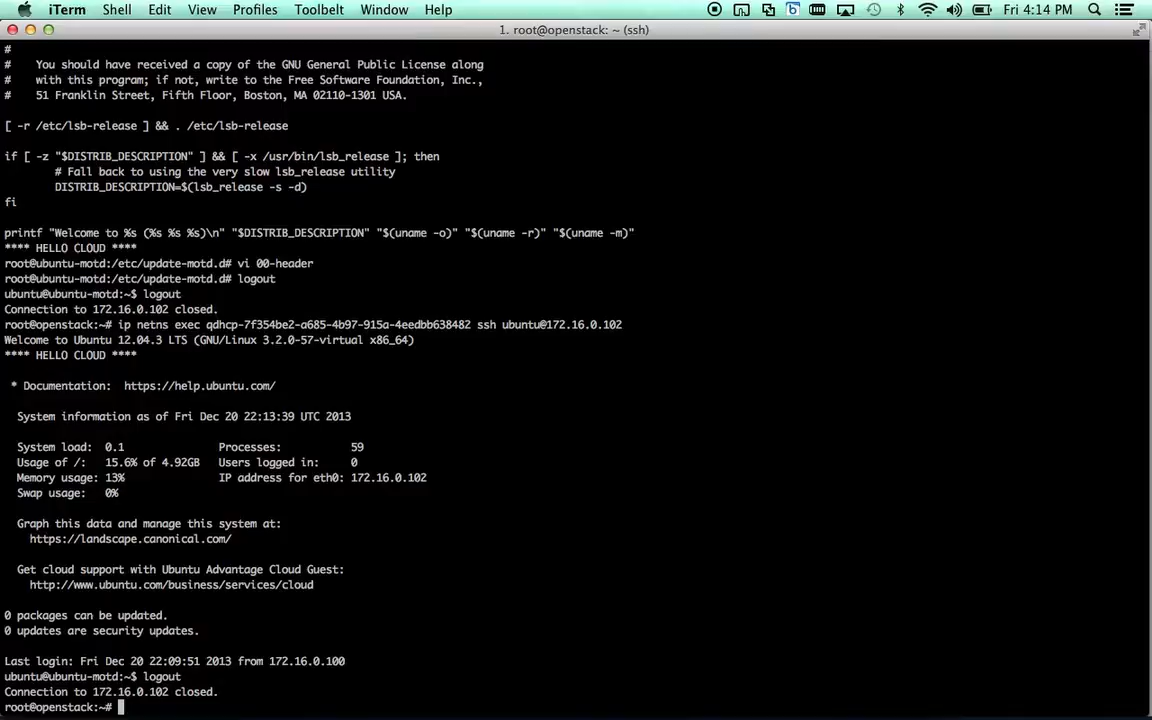 iTerm Shell Edit View Profiles Toolbelt Window Help Fri 4:14 PM
1. root@openstack: ~ (ssh)
#
# You should have received a copy of the GNU General Public License along
# with this program; if not, write to the Free Software Foundation, Inc.,
# 51 Franklin Street, Fifth Floor, Boston, MA 02110-1301 USA.
[ -r /etc/lsb-release ] && . /etc/lsb-release
if [ -z "$DISTRIB_DESCRIPTION" ] && [ -x /usr/bin/lsb_release ]; then
# Fall back to using the very slow lsb_release utility
DISTRIB_DESCRIPTION=$(lsb_release -s -d)
fi
printf "Welcome to %s (%s %s %s)\n" "$DISTRIB_DESCRIPTION" "$(uname -o)" "$(uname -r)" "$(uname -m)"
**** HELLO CLOUD ****
root@ubuntu-motd:/etc/update-motd.d# vi 00-header
root@ubuntu-motd:/etc/update-motd.d# logout
ubuntu@ubuntu-motd:~$ logout
Connection to 172.16.0.102 closed.
root@openstack:~# ip netns exec qdhcp-7f354be2-a685-4b97-915a-4eedbb638482 ssh ubuntu@172.16.0.102
Welcome to Ubuntu 12.04.3 LTS (GNU/Linux 3.2.0-57-virtual x86_64)
**** HELLO CLOUD ****
* Documentation: https://help.ubuntu.com/
System information as of Fri Dec 20 22:13:39 UTC 2013
System load: 0.1 Processes: 59
Usage of /: 15.6% of 4.92GB Users logged in: 0
Memory usage: 13% IP address for eth0: 172.16.0.102
Swap usage: 0%
Graph this data and manage this system at:
https://landscape.canonical.com/
Get cloud support with Ubuntu Advantage Cloud Guest:
http://www.ubuntu.com/business/services/cloud
0 packages can be updated.
0 updates are security updates.
Last login: Fri Dec 20 22:09:51 2013 from 172.16.0.100
ubuntu@ubuntu-motd:~$ logout
Connection to 172.16.0.102 closed.
root@openstack:~#